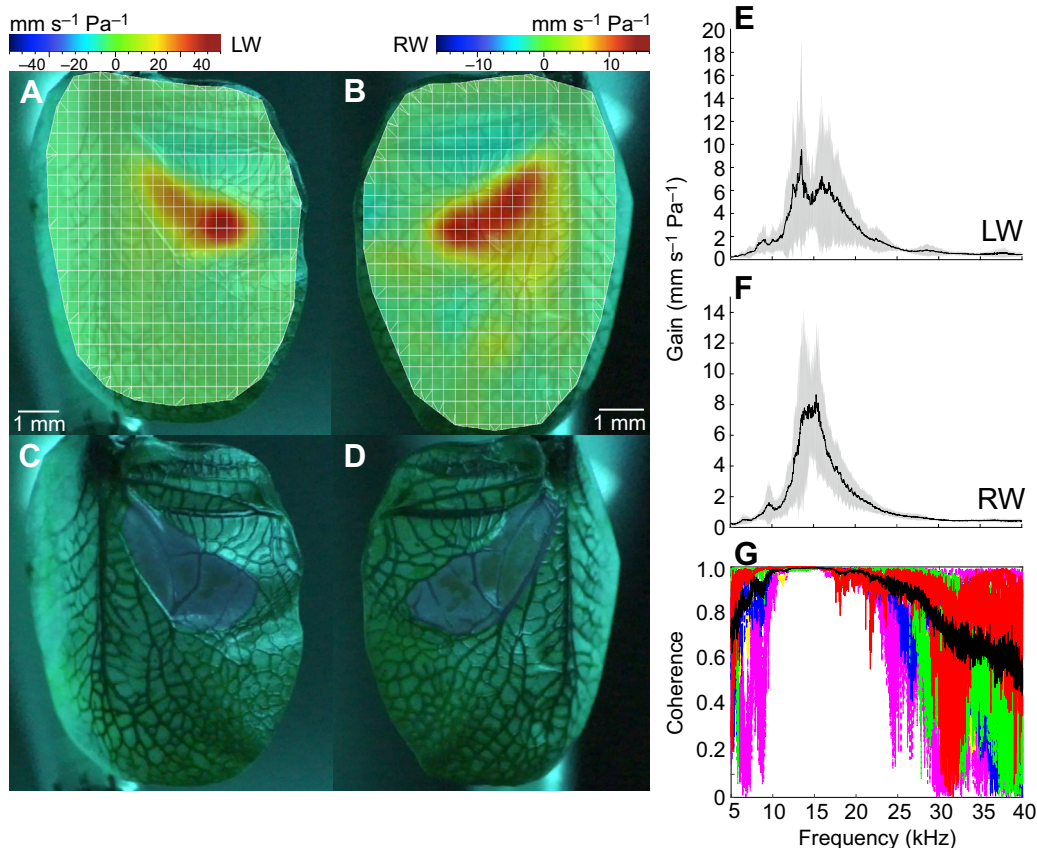 mm s⁻¹ Pa⁻¹
LW
−40 −20 0 20 40
mm s⁻¹ Pa⁻¹
RW
−10 0 10
A
B
1 mm
1 mm
C
D
E
20
18
16
14
12
10
8
6
4
2
0
LW
F
14
12
10
8
6
4
2
0
RW
Gain (mm s⁻¹ Pa⁻¹)
G
1.0
0.8
0.6
0.4
0.2
0
Coherence
5 10 15 20 25 30 35 40
Frequency (kHz)